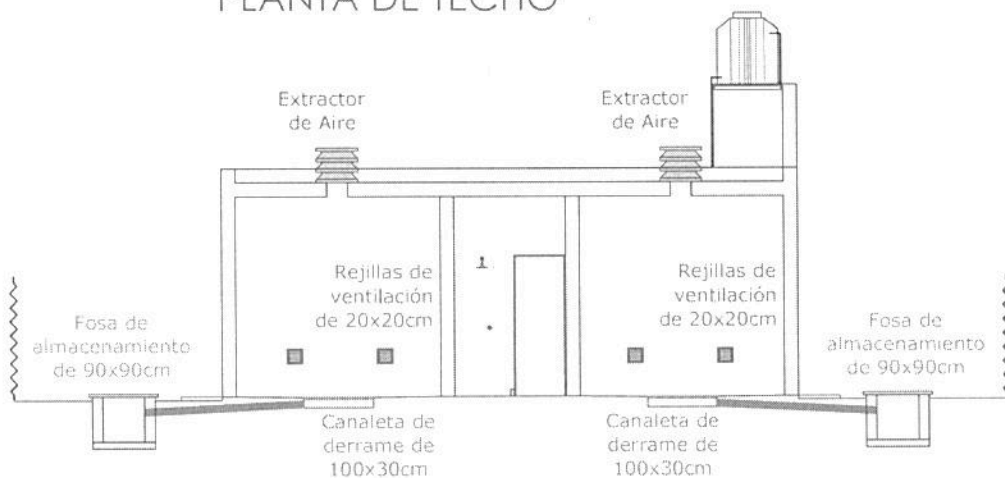 PLANTA DE TECHO
Extractor
de Aire
Extractor
de Aire
Rejillas de
ventilación
de 20x20cm
Rejillas de
ventilación
de 20x20cm
Fosa de
almacenamiento
de 90x90cm
Fosa de
almacenamiento
de 90x90cm
Canaleta de
derrame de
100x30cm
Canaleta de
derrame de
100x30cm